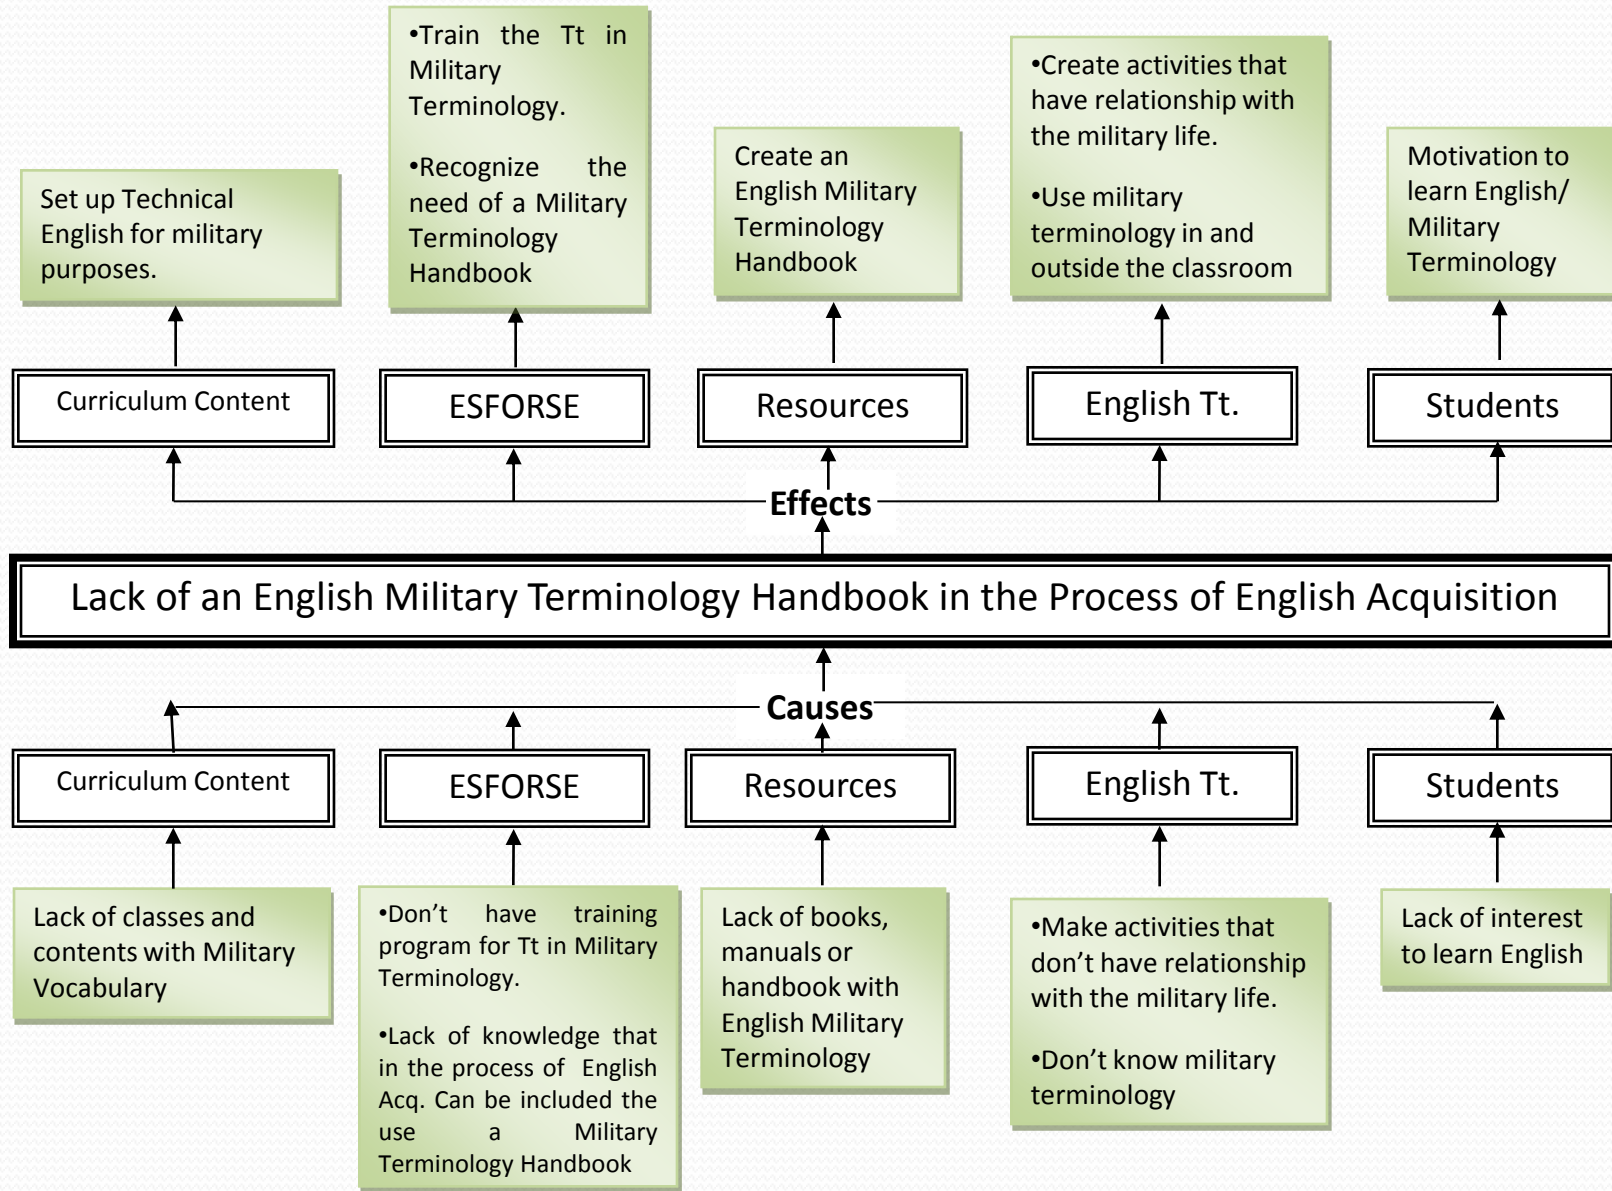 Set up Technical
English for military
purposes.
•Train the Tt in
Military
Terminology.
•Recognize the
need of a Military
Terminology
Handbook
Create an
English Military
Terminology
Handbook
•Create activities that
have relationship with
the military life.
•Use military
terminology in and
outside the classroom
Motivation to
learn English/
Military
Terminology
Curriculum Content
ESFORSE
Resources
English Tt.
Students
Effects
Lack of an English Military Terminology Handbook in the Process of English Acquisition
Causes
Curriculum Content
ESFORSE
Resources
English Tt.
Students
Lack of classes and
contents with Military
Vocabulary
•Don’t have training
program for Tt in Military
Terminology.
•Lack of knowledge that
in the process of English
Acq. Can be included the
use a Military
Terminology Handbook
Lack of books,
manuals or
handbook with
English Military
Terminology
•Make activities that
don’t have relationship
with the military life.
•Don’t know military
terminology
Lack of interest
to learn English